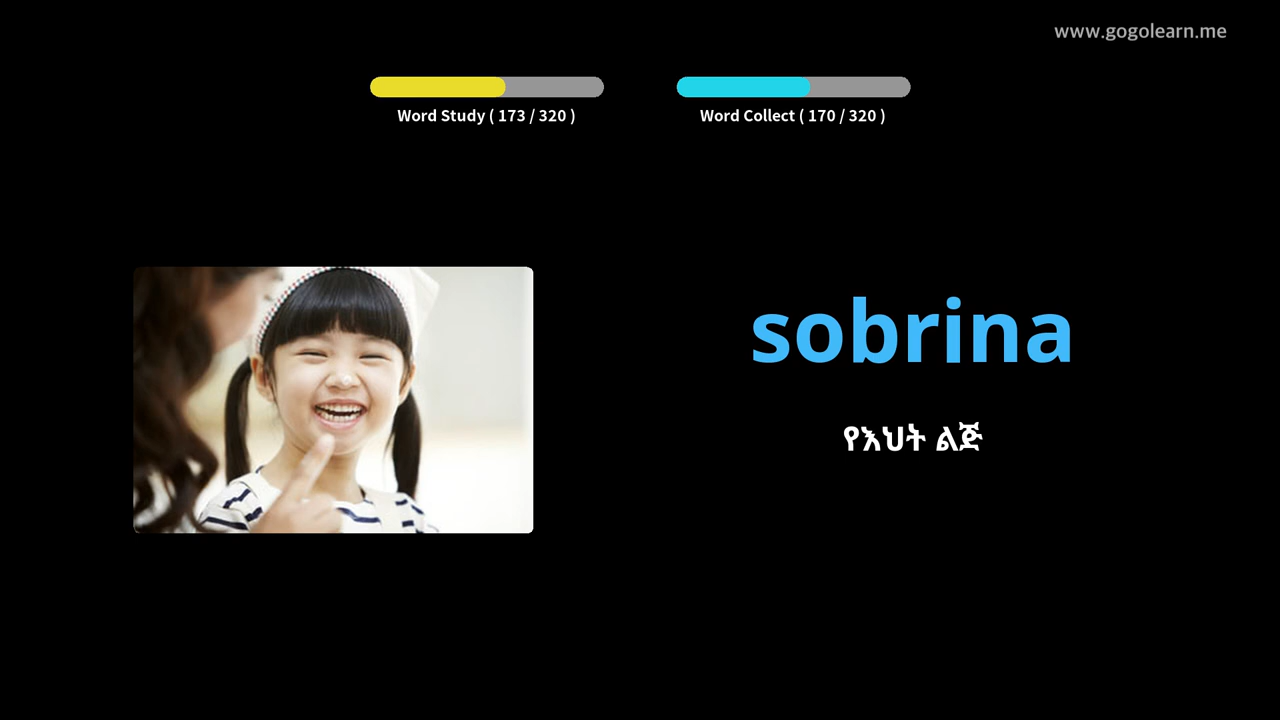 www.gogolearn.me
Word Study ( 173 / 320 )
Word Collect ( 170 / 320 )
sobrina
የእህት ልጅ